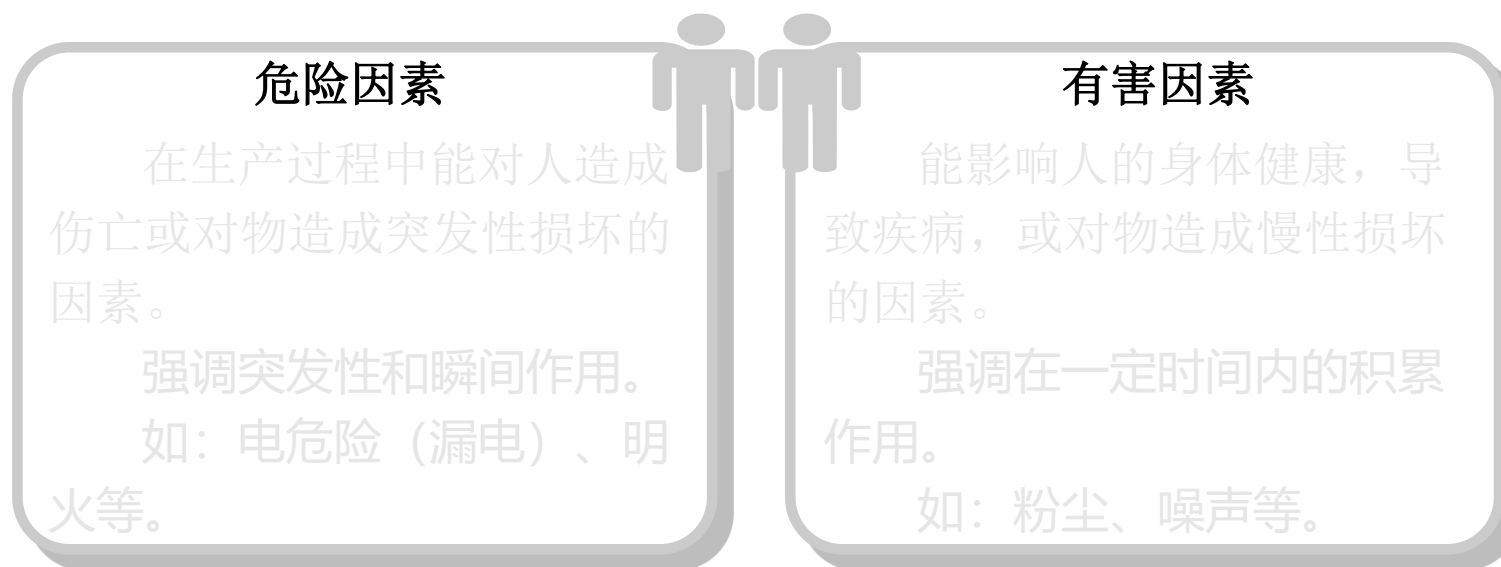 危险因素
在生产过程中能对人造成
伤亡或对物造成突发性损坏的
因素。
强调突发性和瞬间作用。
如：电危险（漏电）、明
火等。
有害因素
能影响人的身体健康，导
致疾病，或对物造成慢性损坏
的因素。
强调在一定时间内的积累
作用。
如：粉尘、噪声等。